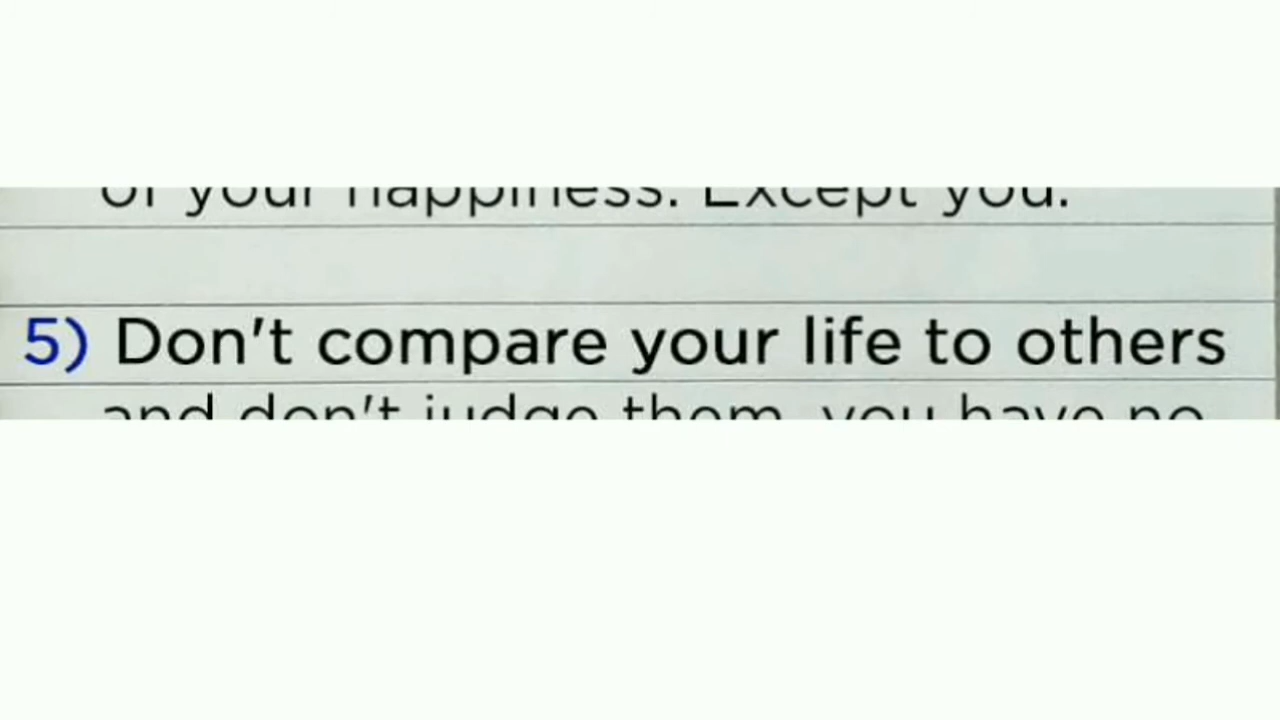 of your happiness. Except you.
5) Don't compare your life to others
and don't judge them, you have no